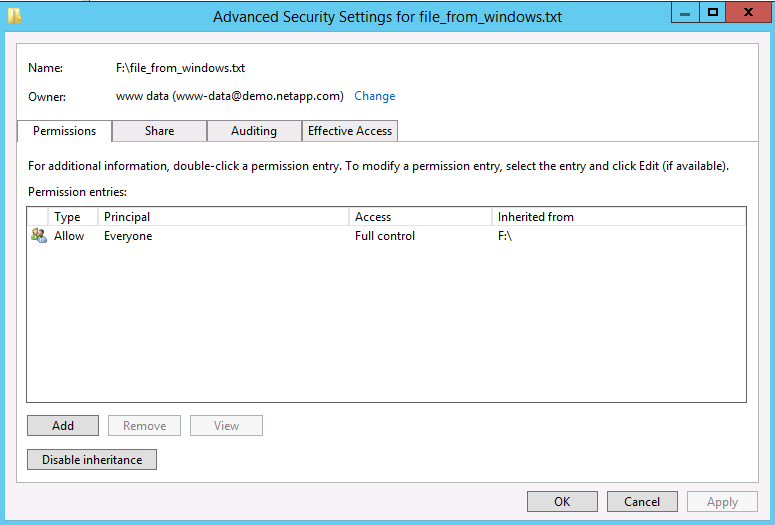 Advanced Security Settings for file_from_windows.txt
Name: F:\file_from_windows.txt
Owner: www data (www-data@demo.netapp.com) Change
Permissions Share Auditing Effective Access
For additional information, double-click a permission entry. To modify a permission entry, select the entry and click Edit (if available).
Permission entries:
Type Principal Access Inherited from
Allow Everyone Full control F:\
Add Remove View
Disable inheritance
OK Cancel Apply